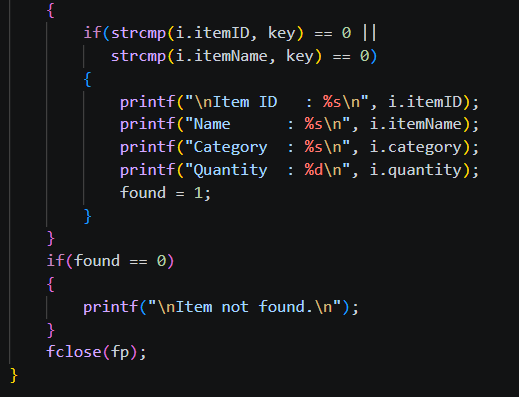 {
if(strcmp(i.itemID, key) == 0 ||
strcmp(i.itemName, key) == 0)
{
printf("\nItem ID   : %s\n", i.itemID);
printf("Name      : %s\n", i.itemName);
printf("Category  : %s\n", i.category);
printf("Quantity  : %d\n", i.quantity);
found = 1;
}
}
if(found == 0)
{
printf("\nItem not found.\n");
}
fclose(fp);
}